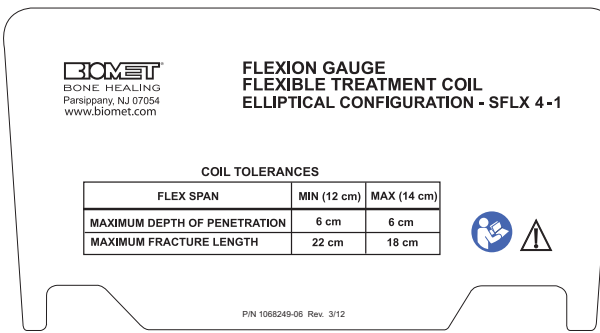 BIOMET®
BONE HEALING
Parsippany, NJ 07054
www.biomet.com
FLEXION GAUGE
FLEXIBLE TREATMENT COIL
ELLIPTICAL CONFIGURATION - SFLX 4-1
COIL TOLERANCES
FLEX SPAN MIN (12 cm) MAX (14 cm)
MAXIMUM DEPTH OF PENETRATION 6 cm 6 cm
MAXIMUM FRACTURE LENGTH 22 cm 18 cm
P/N 1068249-06 Rev. 3/12